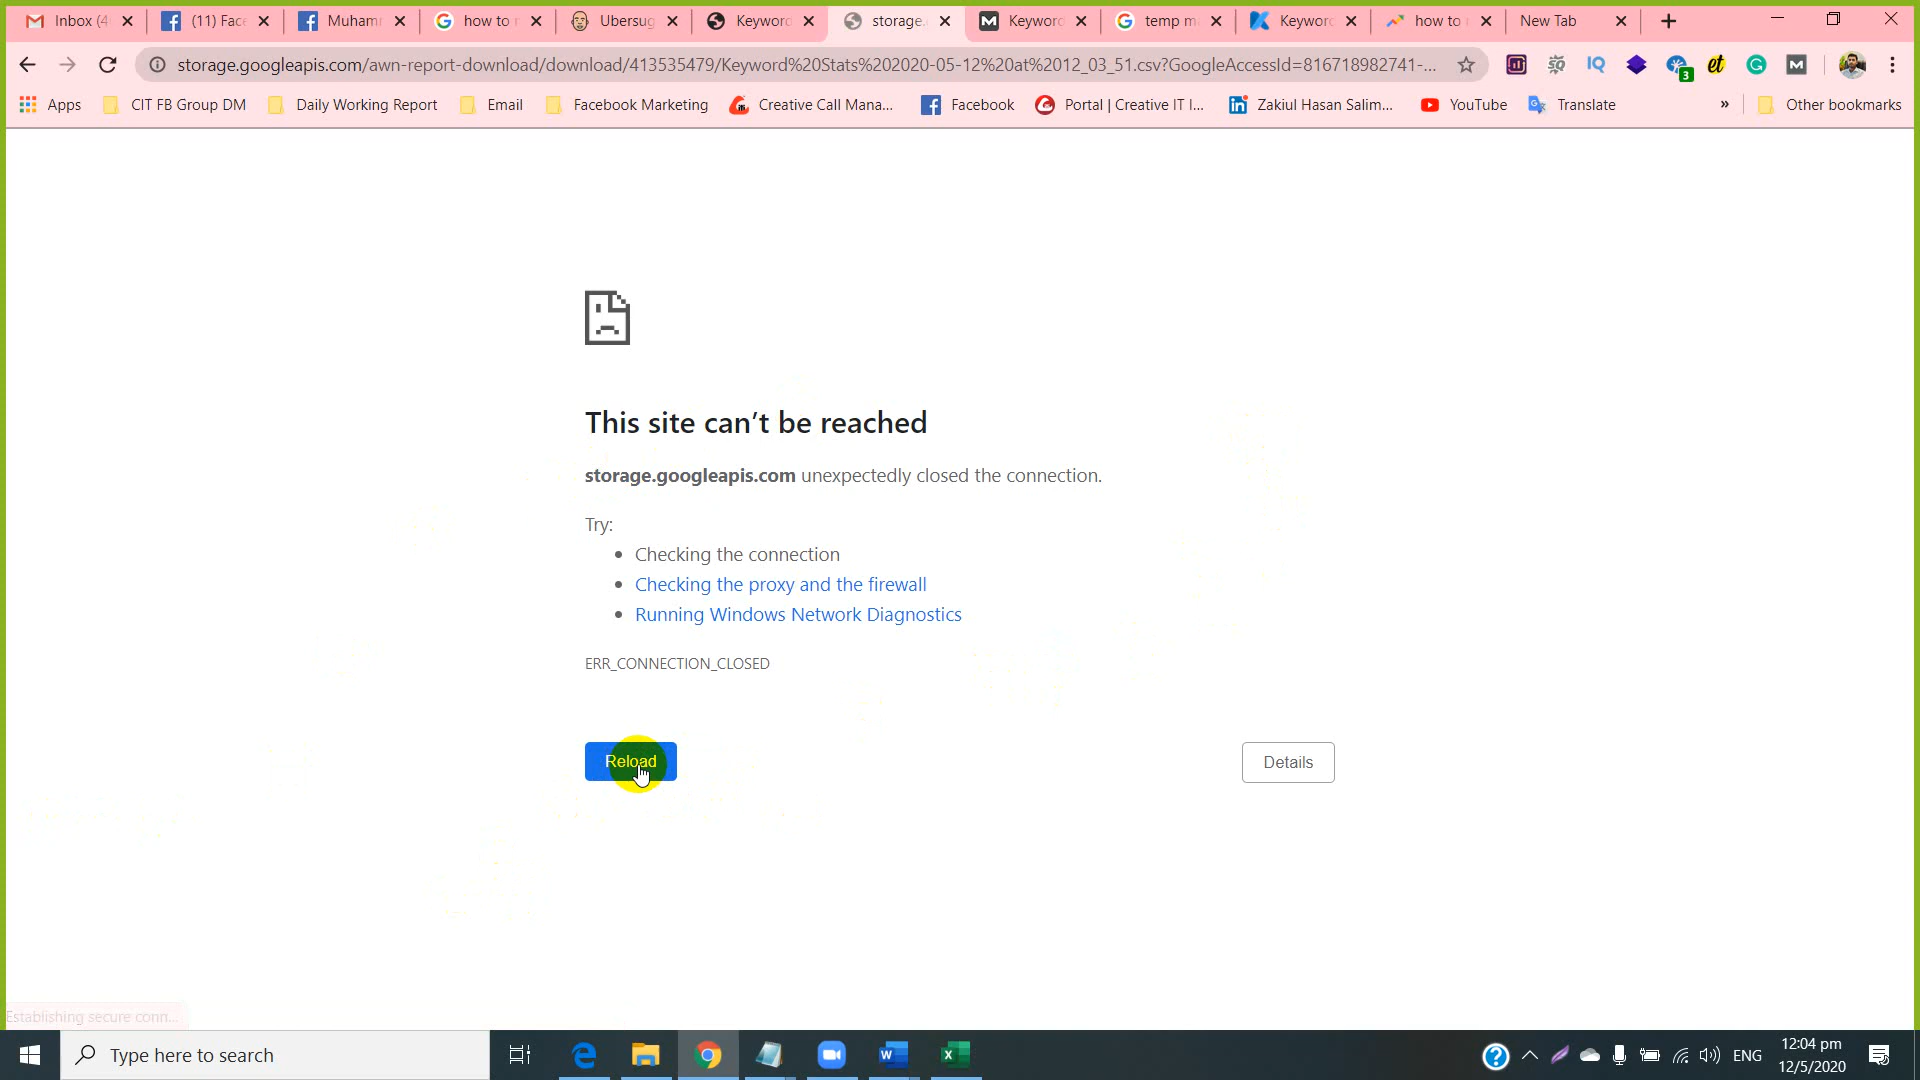 Inbox (4
(11) Face
Muhamm
how to r
Ubersug
Keyword
storage.
Keyword
temp m
Keyword
how to
New Tab
storage.googleapis.com/awn-report-download/download/413535479/Keyword%20Stats%202020-05-12%20at%2012_03_51.csv?GoogleAccessId=816718982741-...
Apps
CIT FB Group DM
Daily Working Report
Email
Facebook Marketing
Creative Call Mana...
Facebook
Portal | Creative IT I...
Zakiul Hasan Salim...
YouTube
Translate
»
Other bookmarks
This site can’t be reached
storage.googleapis.com unexpectedly closed the connection.
Try:
• Checking the connection
• Checking the proxy and the firewall
• Running Windows Network Diagnostics
ERR_CONNECTION_CLOSED
Reload
Details
Establishing secure conn...
Type here to search
ENG
12:04 pm
12/5/2020